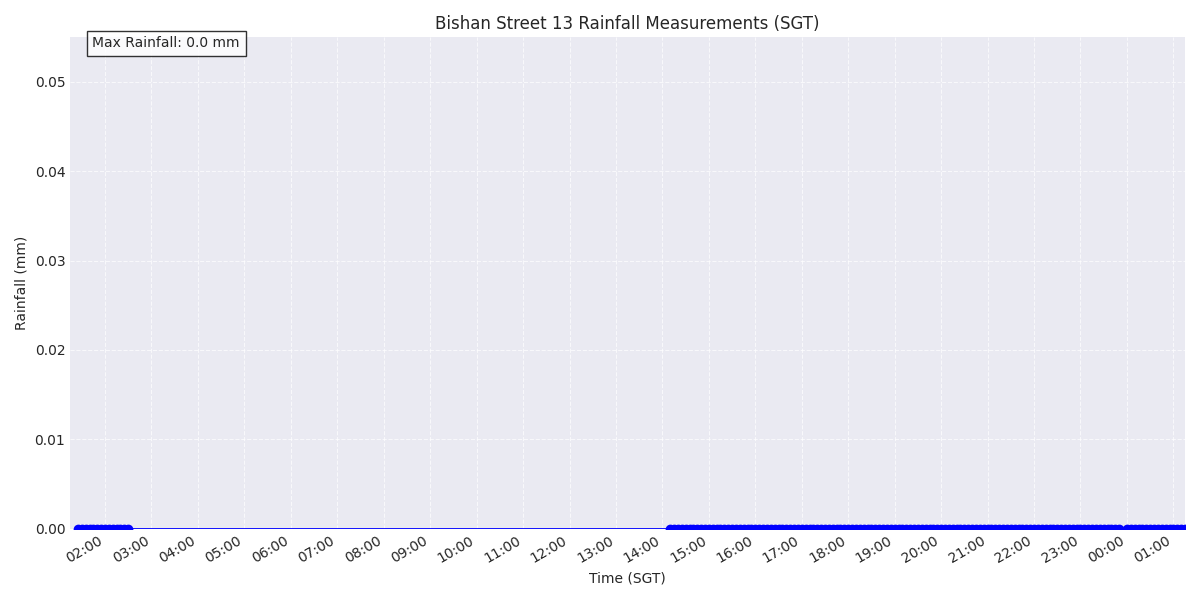 Bishan Street 13 Rainfall Measurements (SGT)
Max Rainfall: 0.0 mm
Rainfall (mm)
0.05
0.04
0.03
0.02
0.01
0.00
02:00 03:00 04:00 05:00 06:00 07:00 08:00 09:00 10:00 11:00 12:00 13:00 14:00 15:00 16:00 17:00 18:00 19:00 20:00 21:00 22:00 23:00 00:00 01:00
Time (SGT)